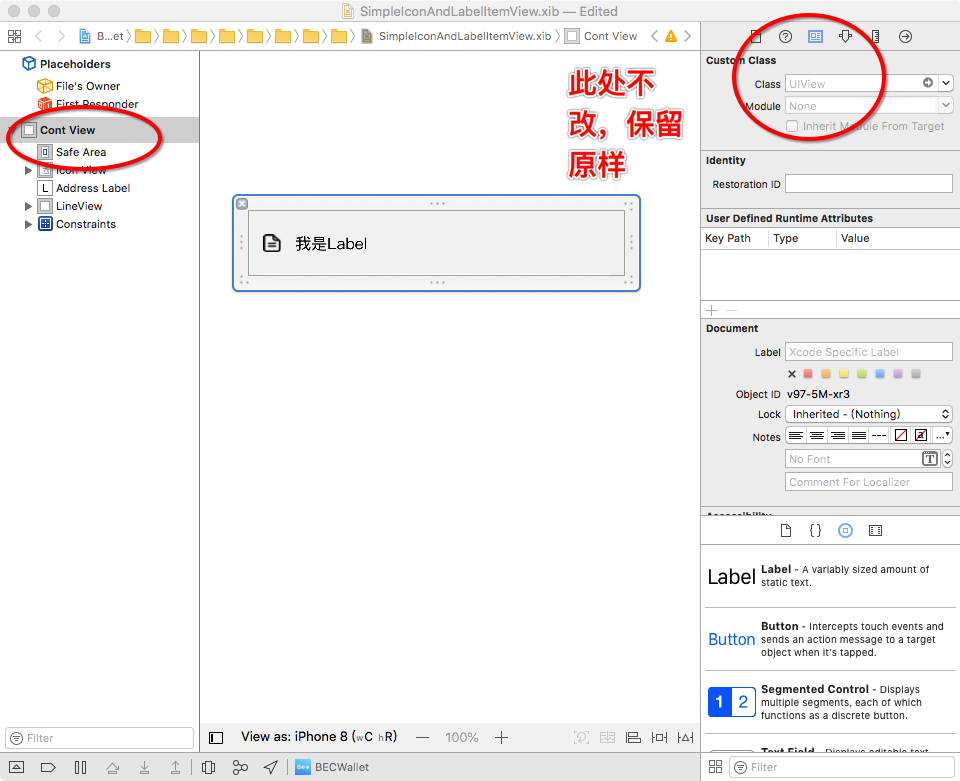 SimpleIconAndLabelItemView.xib — Edited
B...et
SimpleIconAndLabelItemView.xib
Cont View
Placeholders
File's Owner
First Responder
Cont View
Safe Area
Icon View
Address Label
L
LineView
Constraints
此处不
改，保留
原样
我是Label
Custom Class
Class UIView
Module None
Inherit Module From Target
Identity
Restoration ID
User Defined Runtime Attributes
Key Path Type Value
Document
Label Xcode Specific Label
Object ID v97-5M-xr3
Lock Inherited - (Nothing)
Notes
No Font
Comment For Localizer
Accessibility
Label Label - A variably sized amount of
static text.
Button Button - Intercepts touch events and
sends an action message to a target
object when it's tapped.
1 2 Segmented Control - Displays
multiple segments, each of which
functions as a discrete button.
Text Field - Displays editable text
Filter
View as: iPhone 8 (wC hR) — 100% +
BECWallet
Filter